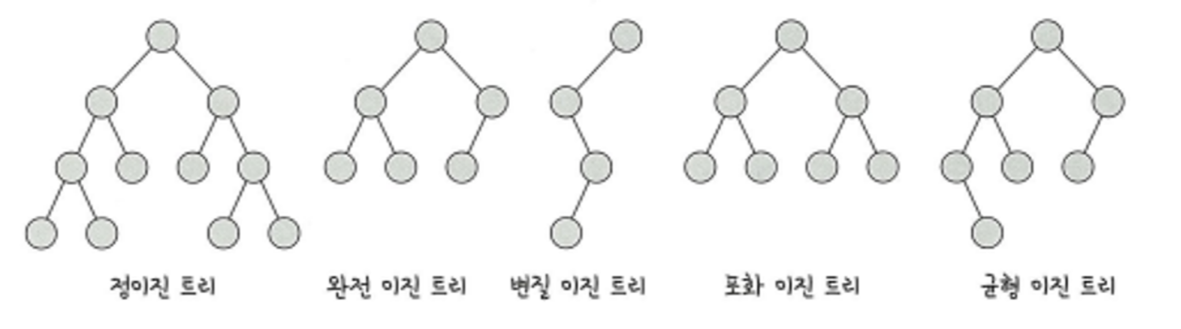 정이진 트리
완전 이진 트리
변질 이진 트리
포화 이진 트리
균형 이진 트리